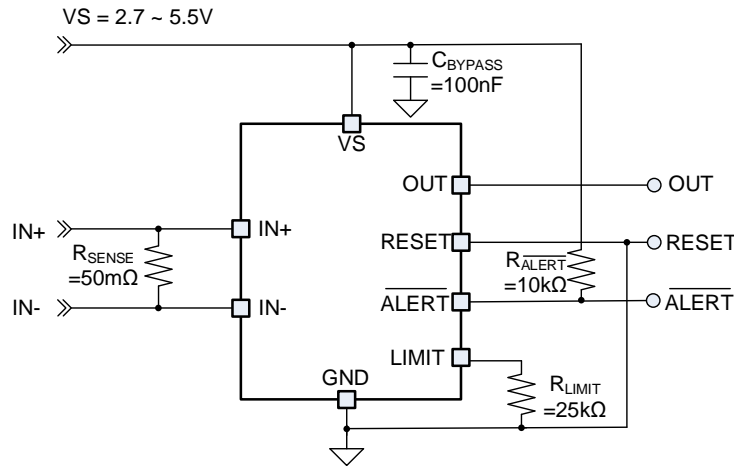 VS = 2.7 ~ 5.5V
CBYPASS
=100nF
VS
OUT
OUT
IN+
IN+
RSENSE
=50mΩ
RESET
RESET
RALERT
=10kΩ
IN-
IN-
ALERT
ALERT
LIMIT
GND
RLIMIT
=25kΩ